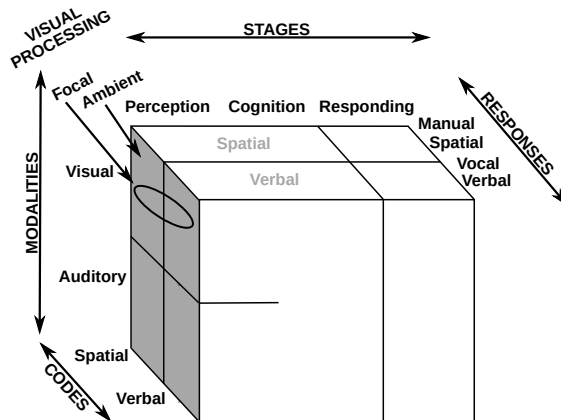 VISUAL
PROCESSING
STAGES
Focal
Ambient
Perception Cognition Responding
Manual
Spatial
Vocal
Verbal
RESPONSES
Spatial
Verbal
Visual
MODALITIES
Auditory
Spatial
Verbal
CODES